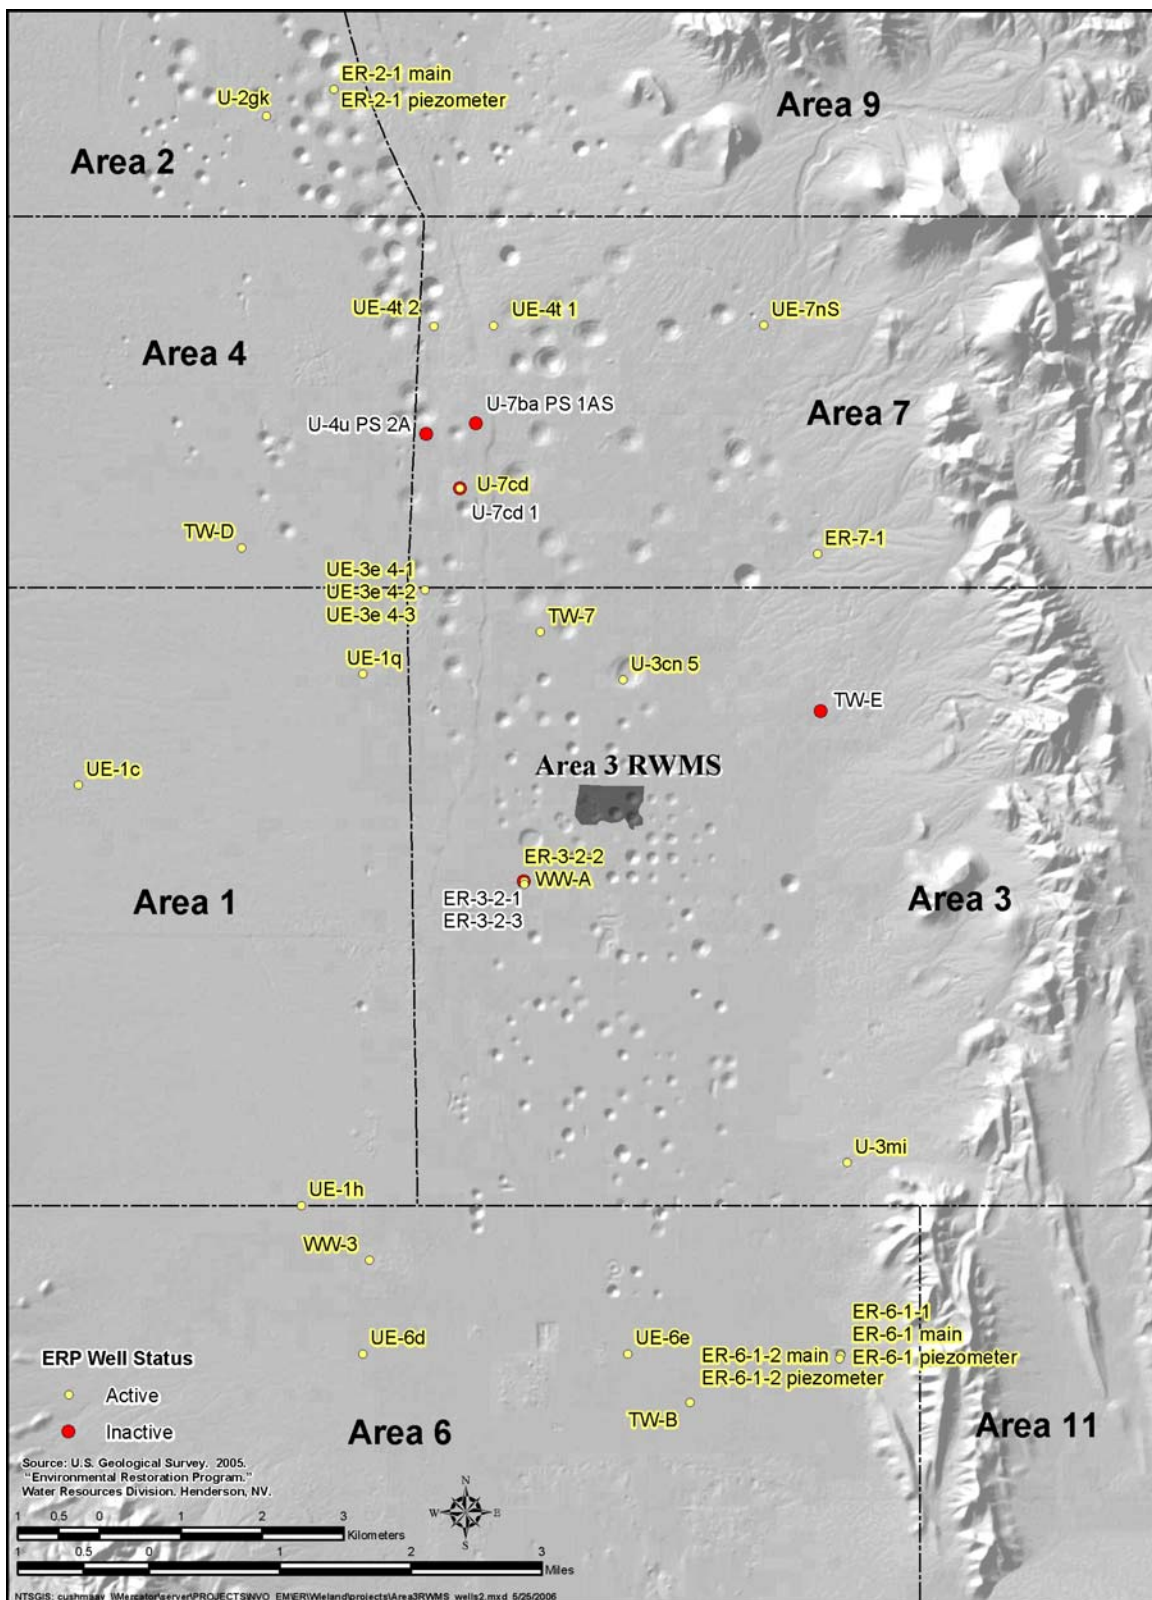 ER-2-1 main
U-2gk
ER-2-1 piezometer
Area 9
Area 2
UE-4t 2
UE-4t 1
UE-7nS
Area 4
U-7ba PS 1AS
U-4u PS 2A
Area 7
U-7cd
U-7cd 1
TW-D
ER-7-1
UE-3e 4-1
UE-3e 4-2
UE-3e 4-3
TW-7
UE-1q
U-3cn 5
TW-E
Area 3 RWMS
UE-1c
ER-3-2-2
WW-A
ER-3-2-1
ER-3-2-3
Area 1
Area 3
U-3mi
UE-1h
WW-3
UE-6d
UE-6e
ER-6-1-1
ER-6-1 main
ER-6-1 piezometer
ER-6-1-2 main
ER-6-1-2 piezometer
TW-B
Area 6
Area 11
ERP Well Status
Active
Inactive
Source: U.S. Geological Survey. 2005.
"Environmental Restoration Program."
Water Resources Division. Henderson, NV.
N
W E
S
1 0.5 0 1 2 3
Kilometers
1 0.5 0 1 2 3
Miles
NTSGIS: cushmaav